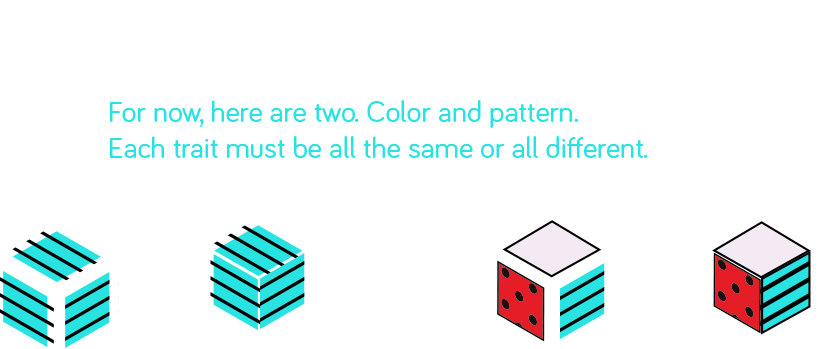 For now, here are two. Color and pattern.
Each trait must be all the same or all different.